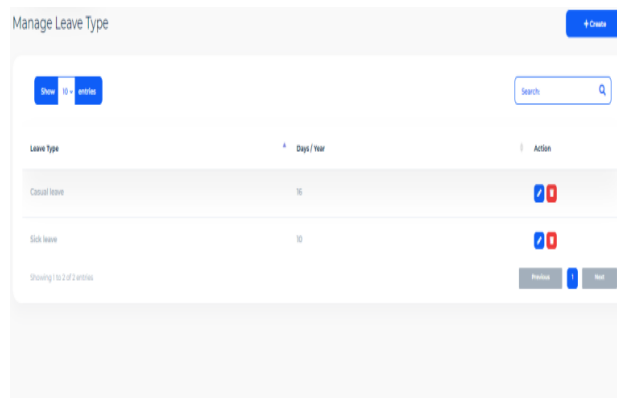 Manage Leave Type
+Create
Show 10 entries
Search:
Leave Type Days / Year Action
Casual leave 16
Sick leave 10
Showing 1 to 2 of 2 entries
Previous 1 Next